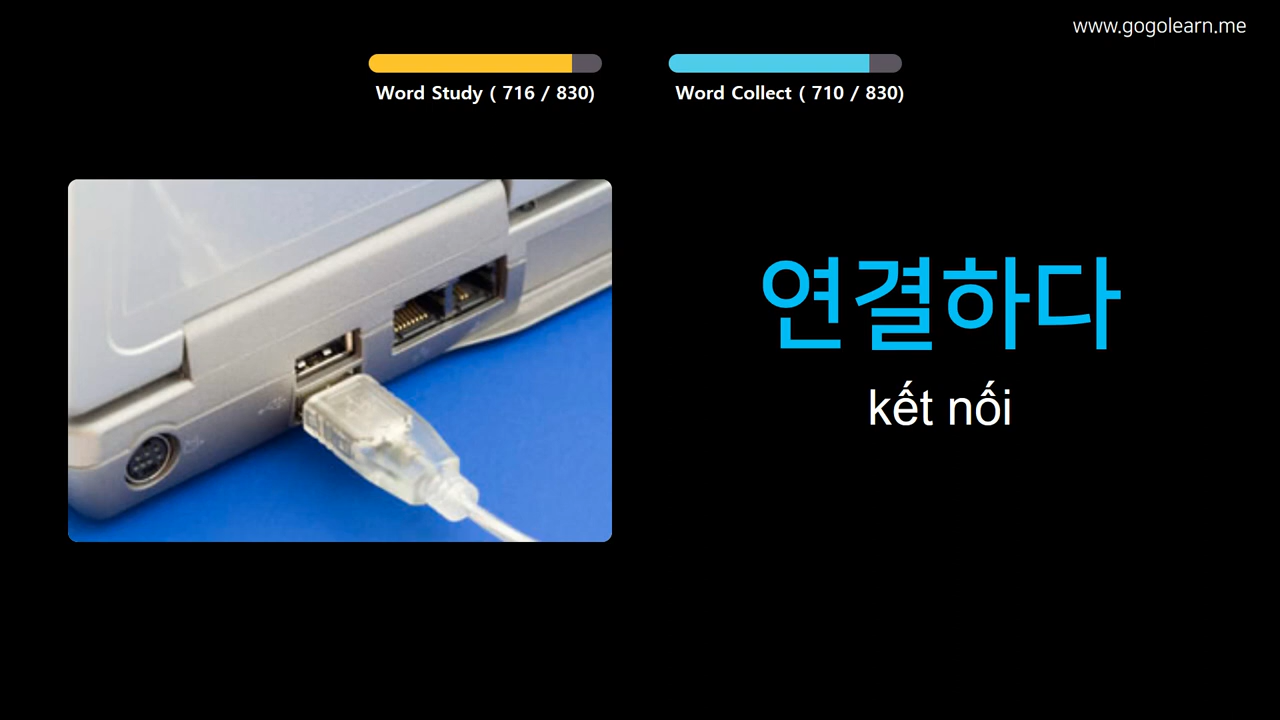 www.gogolearn.me
Word Study ( 716 / 830)
Word Collect ( 710 / 830)
연결하다
kết nối